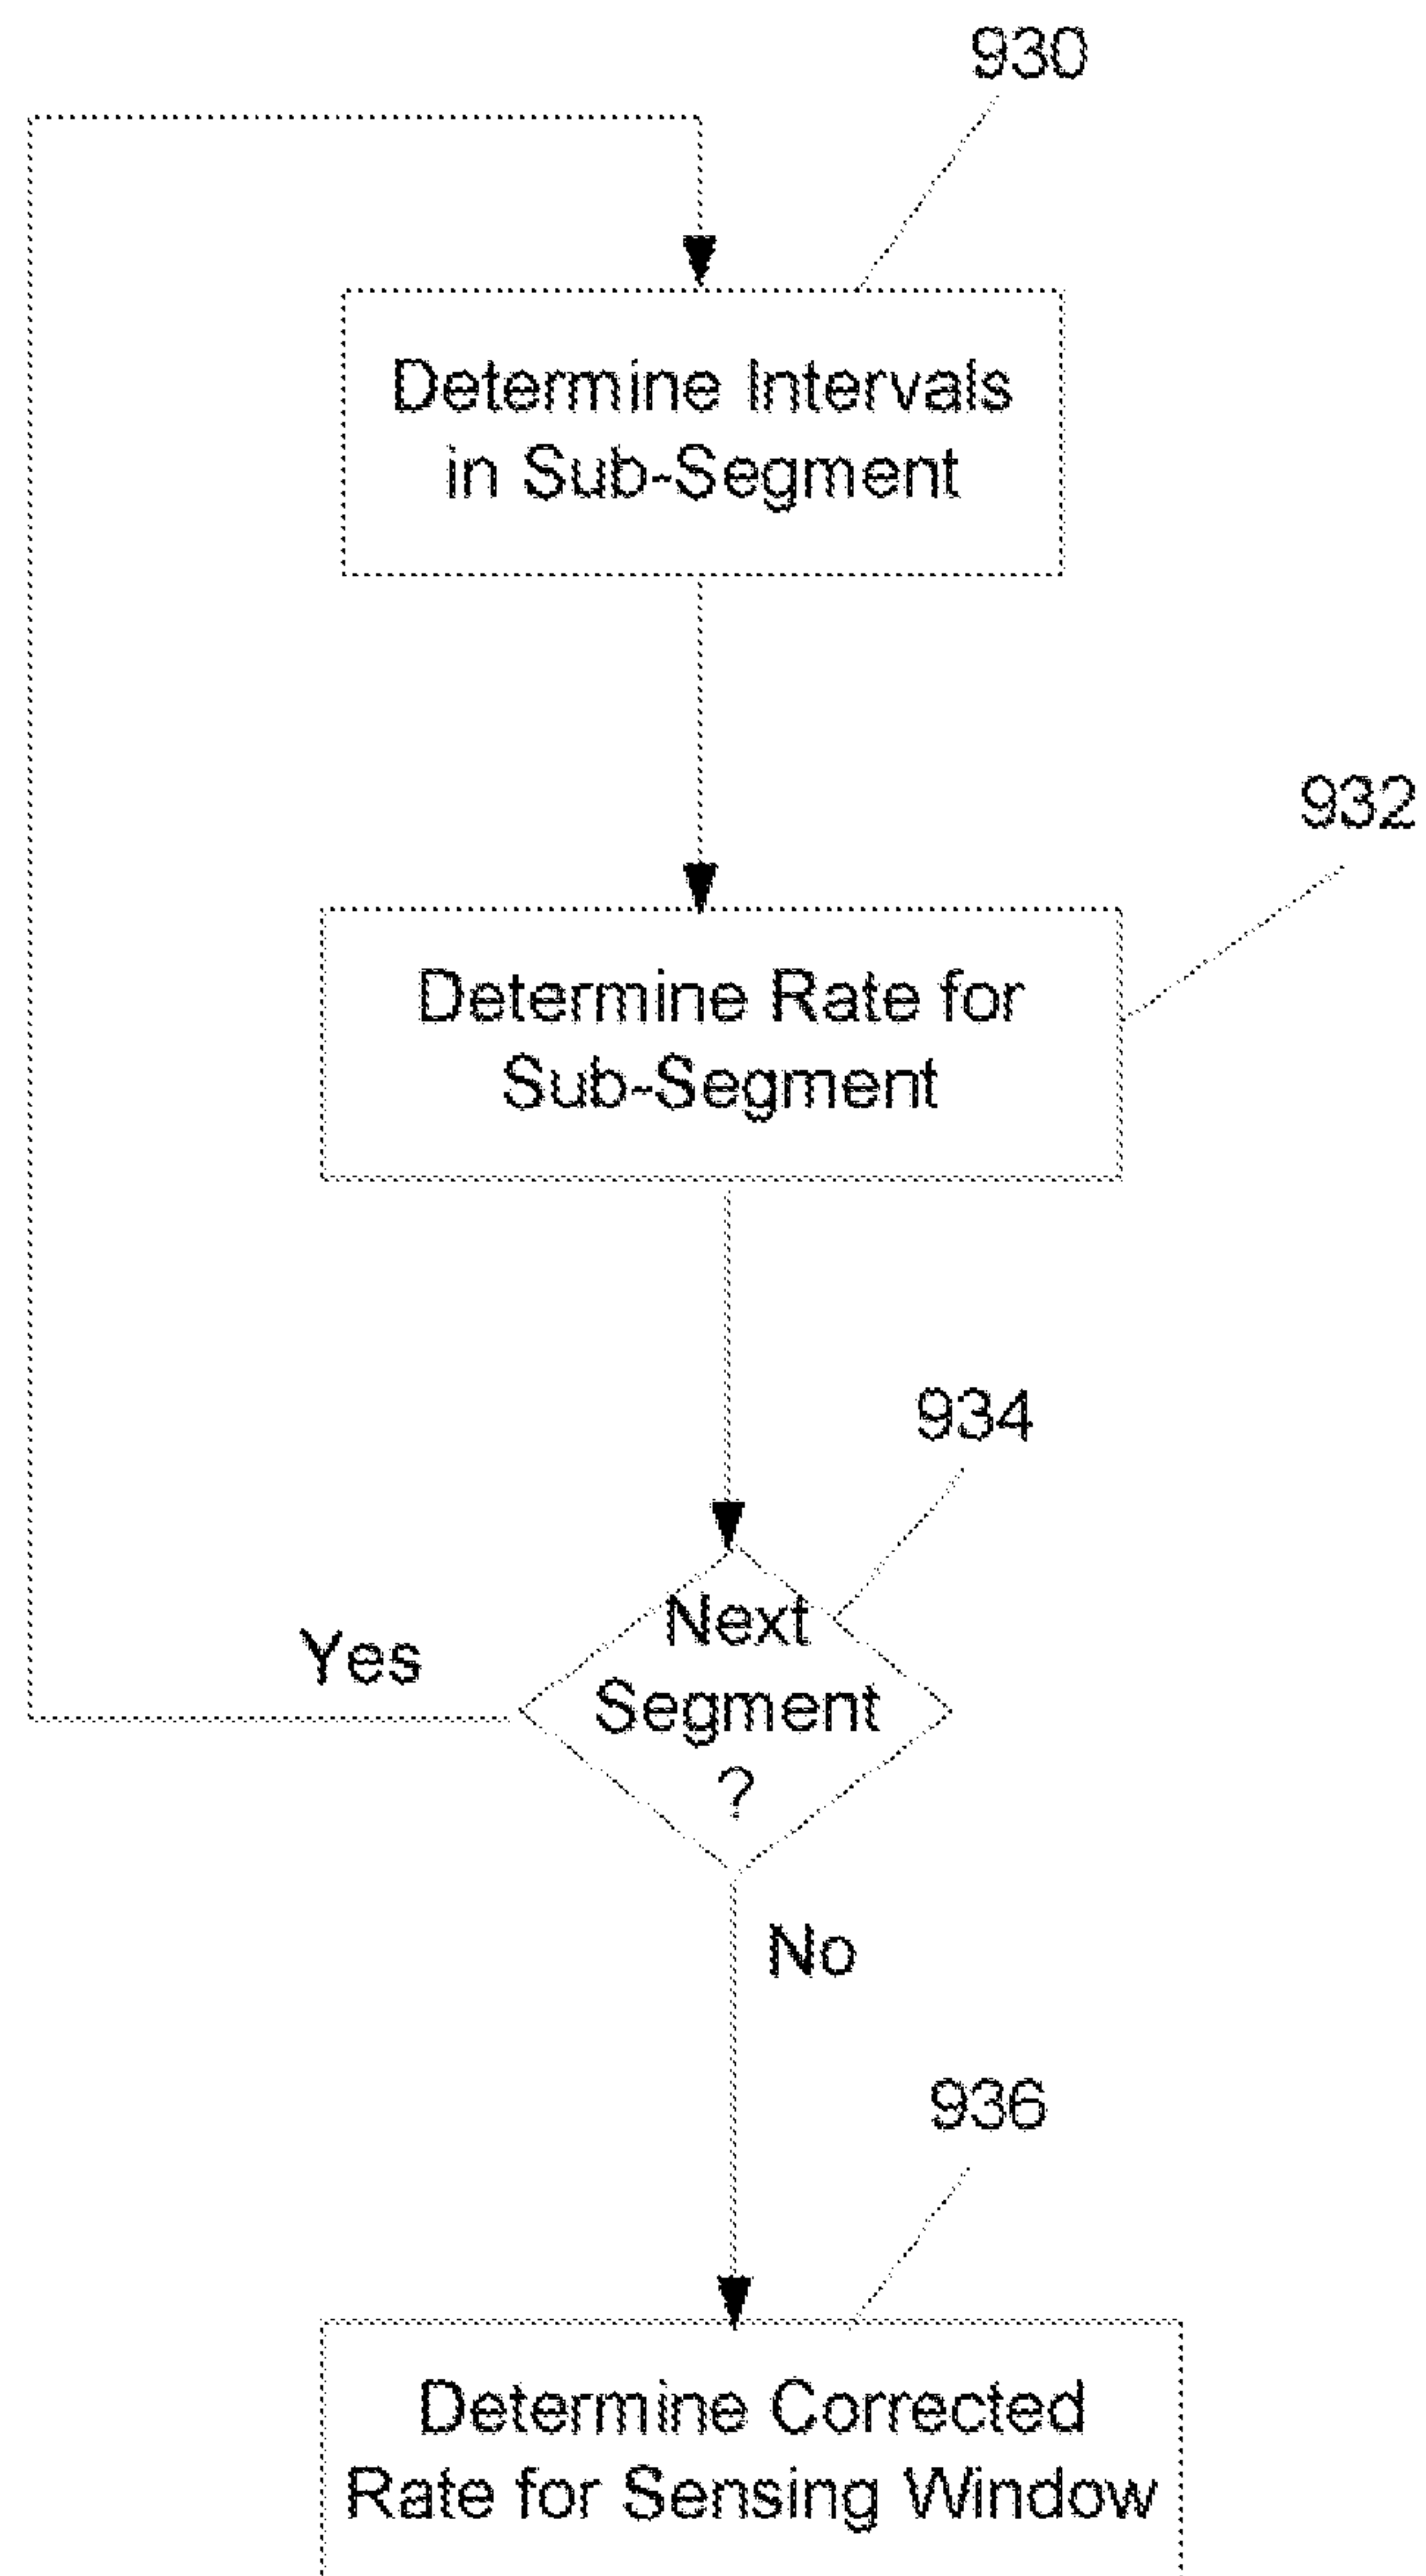 930
Determine Intervals
in Sub-Segment
932
Determine Rate for
Sub-Segment
934
Next
Segment
?
Yes
No
936
Determine Corrected
Rate for Sensing Window